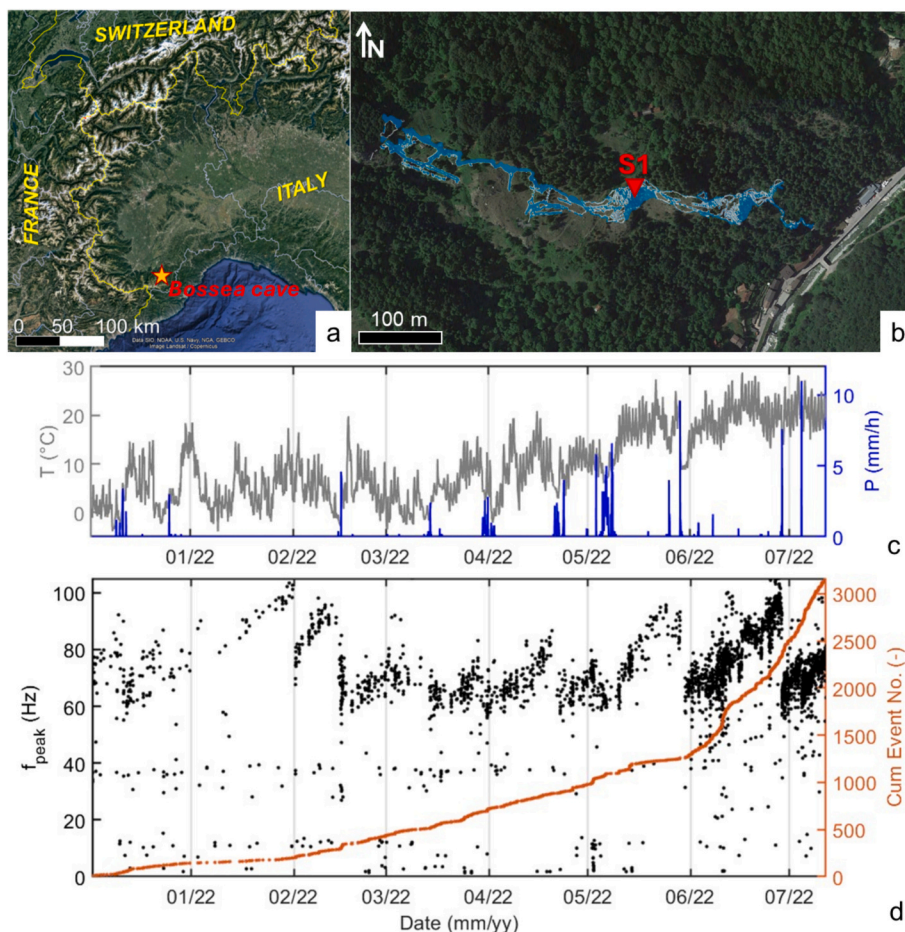 SWITZERLAND
FRANCE
ITALY
Bossea cave
0 50 100 km
Data SIO, NOAA, U.S. Navy, NGA, GEBCO
Image Landsat / Copernicus
a
N
S1
100 m
b
T (°C)
30
20
10
0
P (mm/h)
10
5
0
01/22 02/22 03/22 04/22 05/22 06/22 07/22
c
fpeak (Hz)
100
80
60
40
20
0
Cum Event No. (-)
3000
2500
2000
1500
1000
500
0
01/22 02/22 03/22 04/22 05/22 06/22 07/22
Date (mm/yy)
d